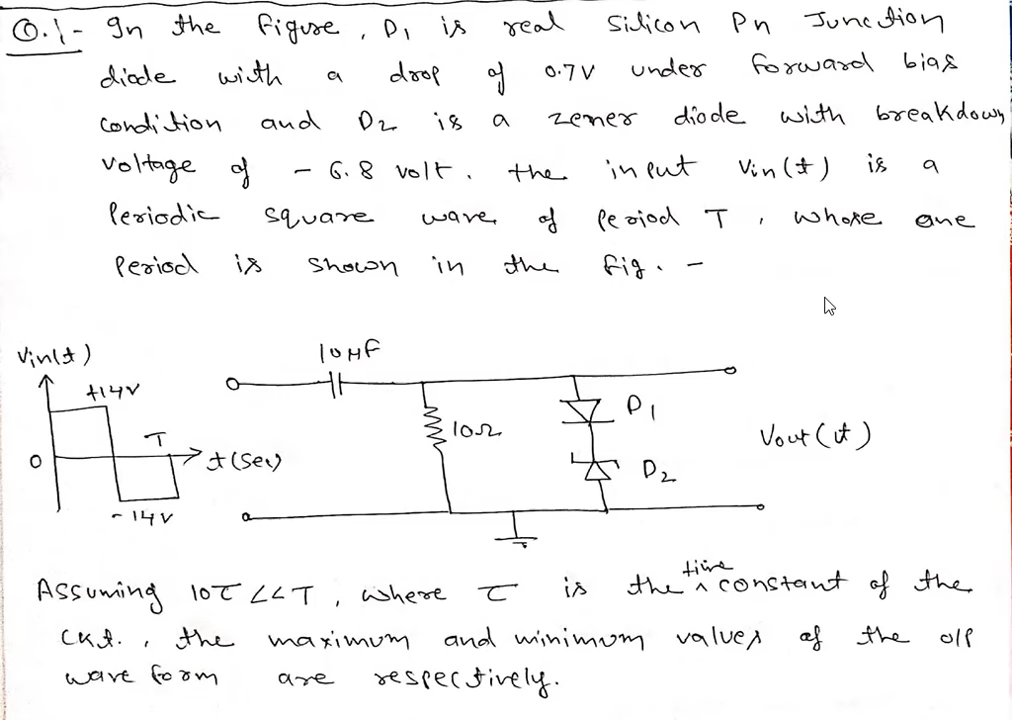 Q.1- In the figure, D1 is real Silicon Pn Junction
diode with a drop of 0.7V under forward bias
condition and D2 is a zener diode with breakdown
voltage of - 6.8 volt. the input Vin(t) is a
Periodic square wave of Period T, whose one
Period is shown in the fig. -
Vin(t)
+14V
0
T
t(Sec)
-14V
10μF
10Ω
D1
D2
Vout(t)
Assuming 10τ <<T, where τ is the time constant of the
ckt., the maximum and minimum values of the o/p
wave form are respectively.